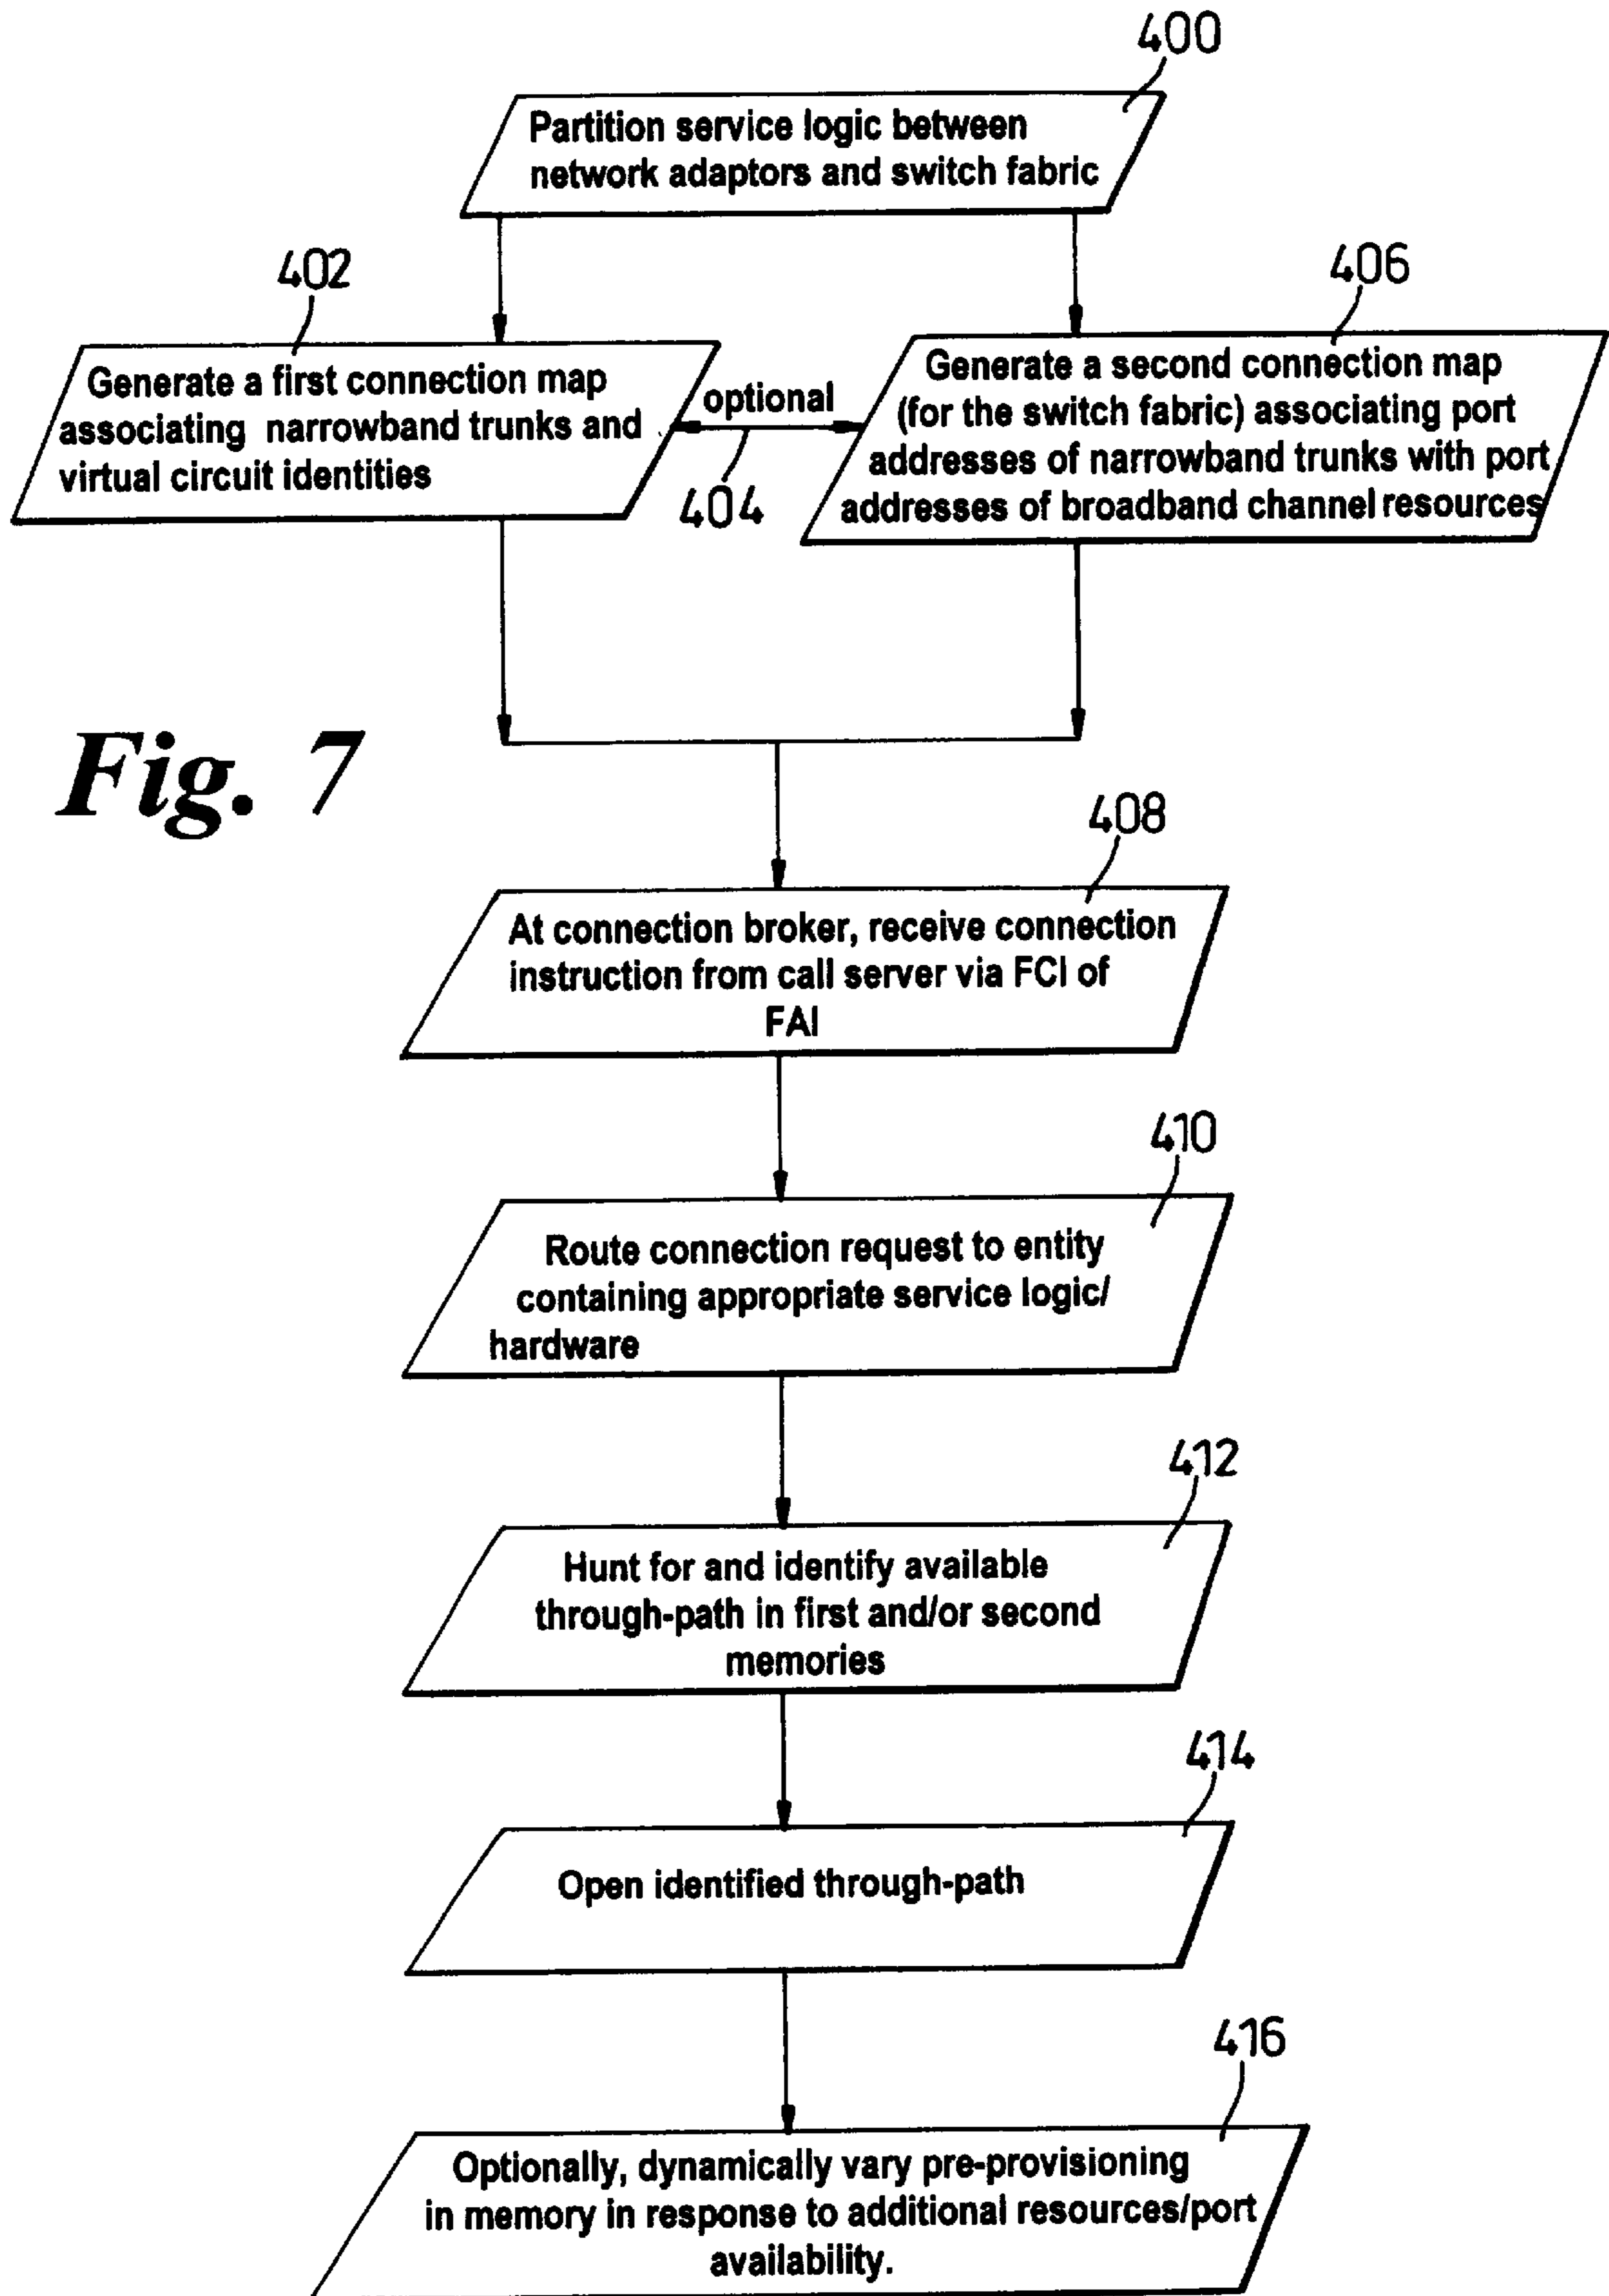 400
Partition service logic between
network adaptors and switch fabric
402
406
Generate a first connection map
associating narrowband trunks and
virtual circuit identities
optional
404
Generate a second connection map
(for the switch fabric) associating port
addresses of narrowband trunks with port
addresses of broadband channel resources
Fig. 7
408
At connection broker, receive connection
instruction from call server via FCI of
FAI
410
Route connection request to entity
containing appropriate service logic/
hardware
412
Hunt for and identify available
through-path in first and/or second
memories
414
Open identified through-path
416
Optionally, dynamically vary pre-provisioning
in memory in response to additional resources/port
availability.